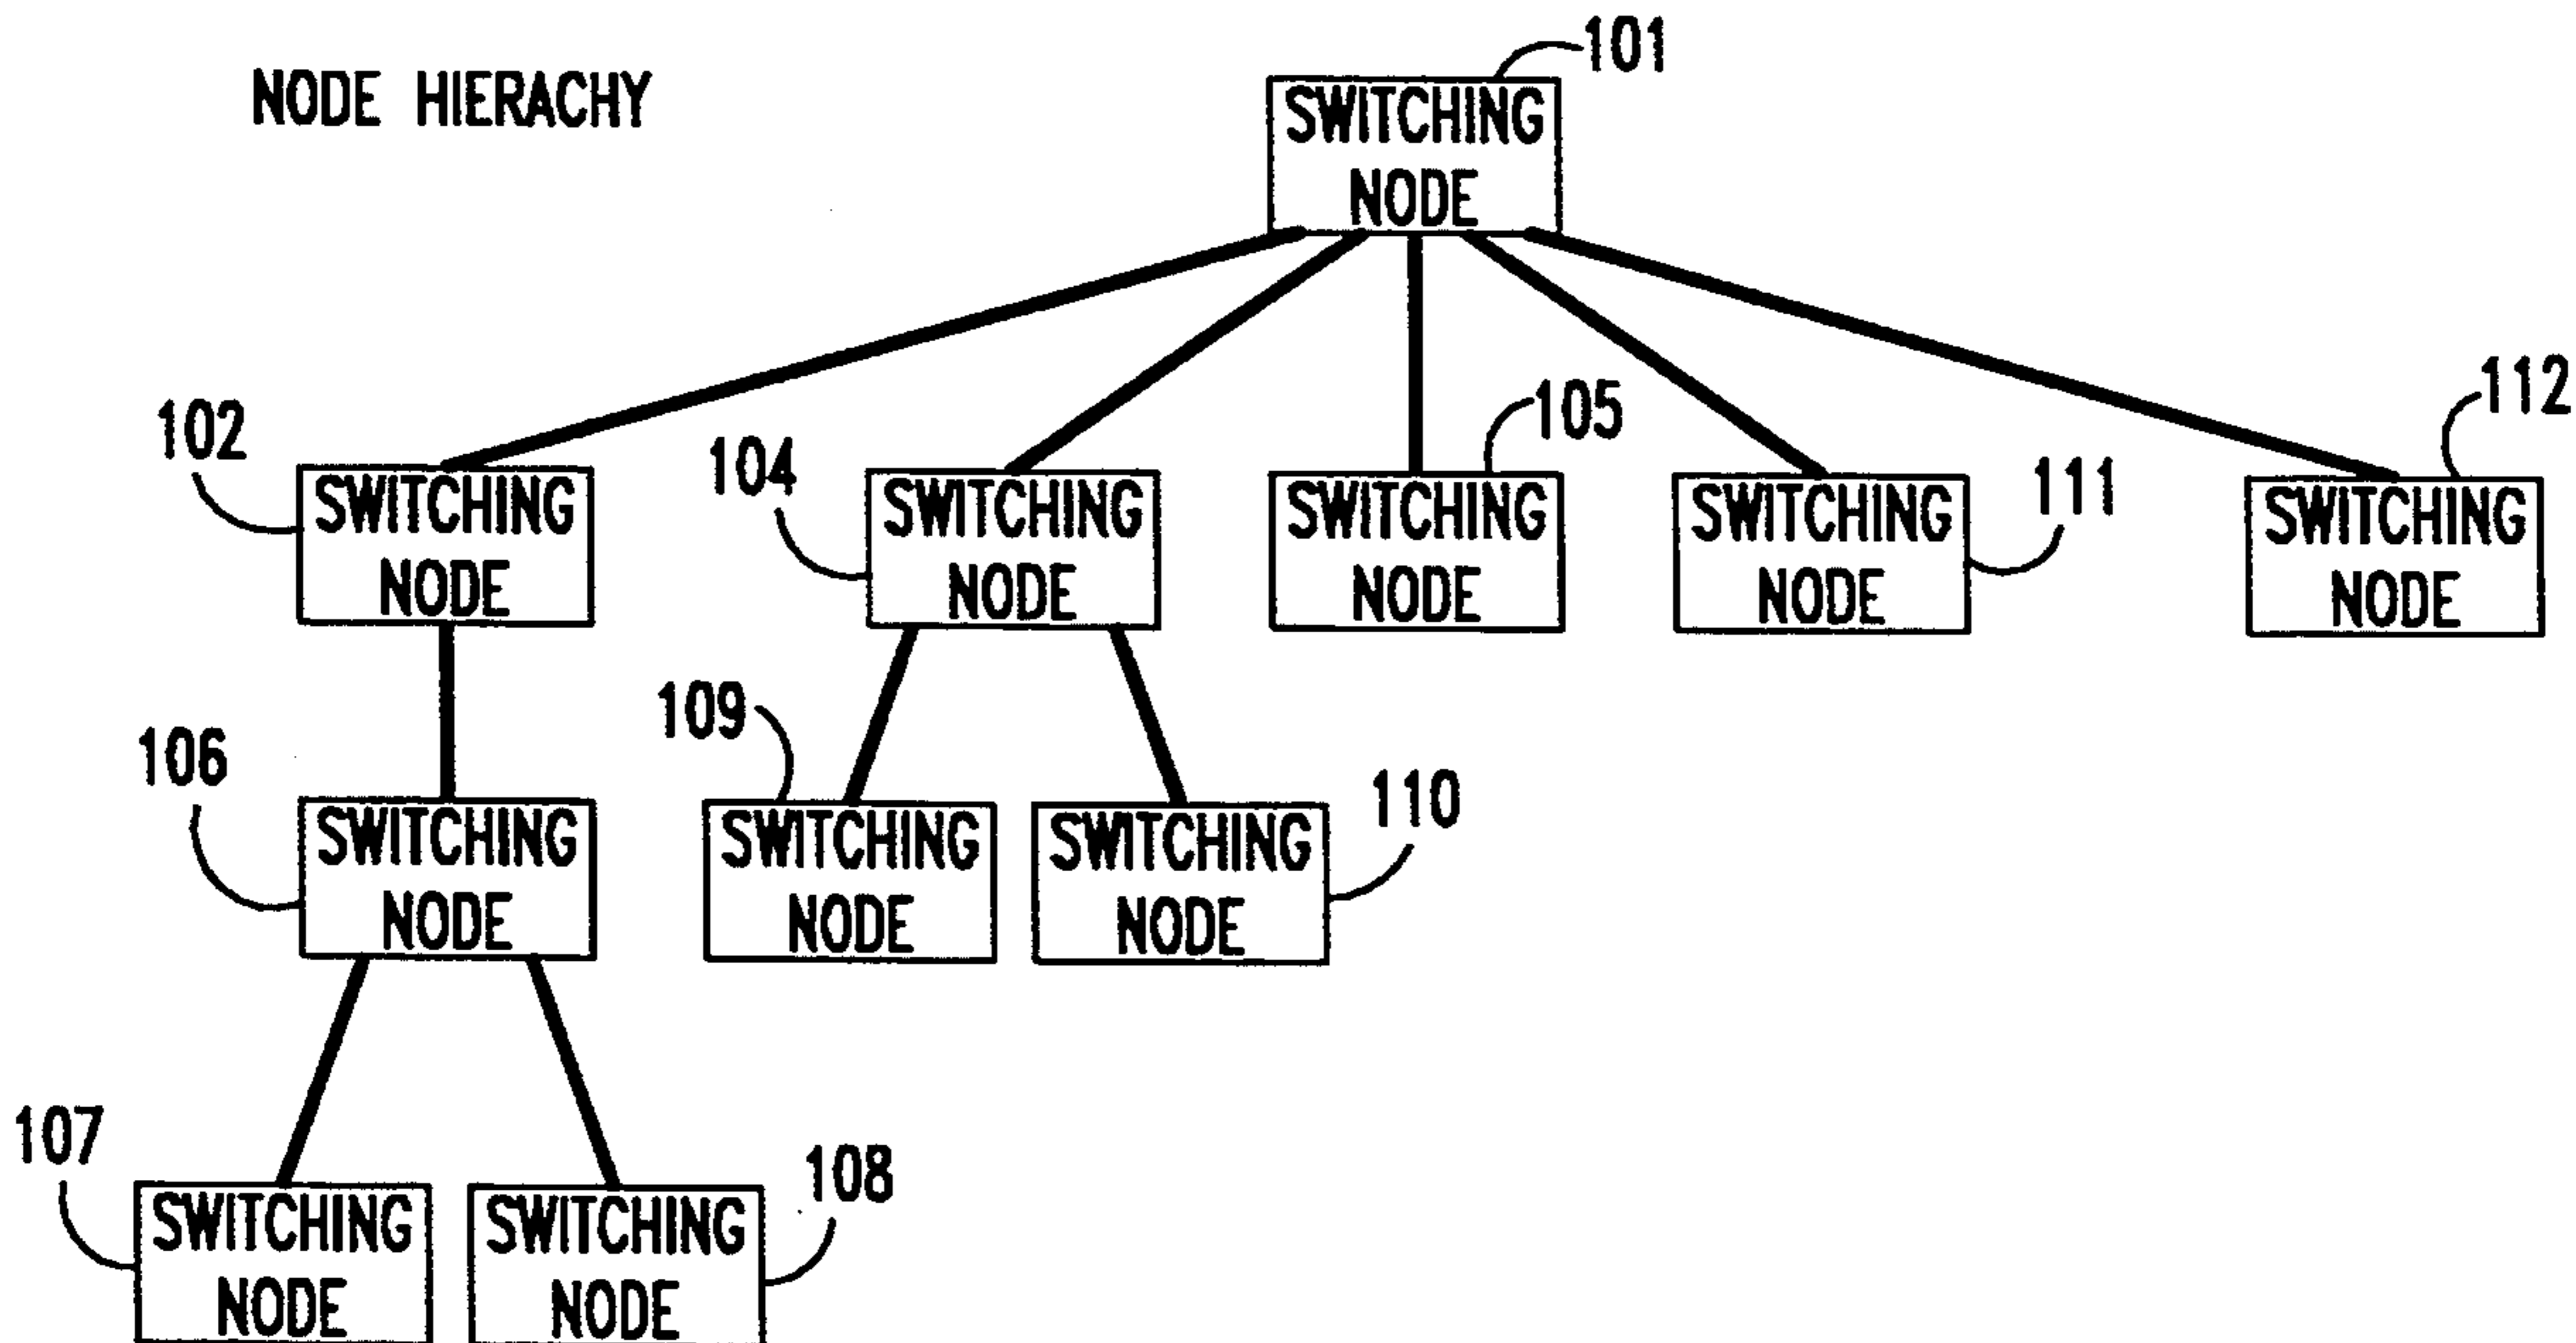 NODE HIERACHY
101
SWITCHING
NODE
102
SWITCHING
NODE
104
SWITCHING
NODE
105
SWITCHING
NODE
111
SWITCHING
NODE
112
SWITCHING
NODE
106
SWITCHING
NODE
109
SWITCHING
NODE
110
SWITCHING
NODE
107
SWITCHING
NODE
108
SWITCHING
NODE